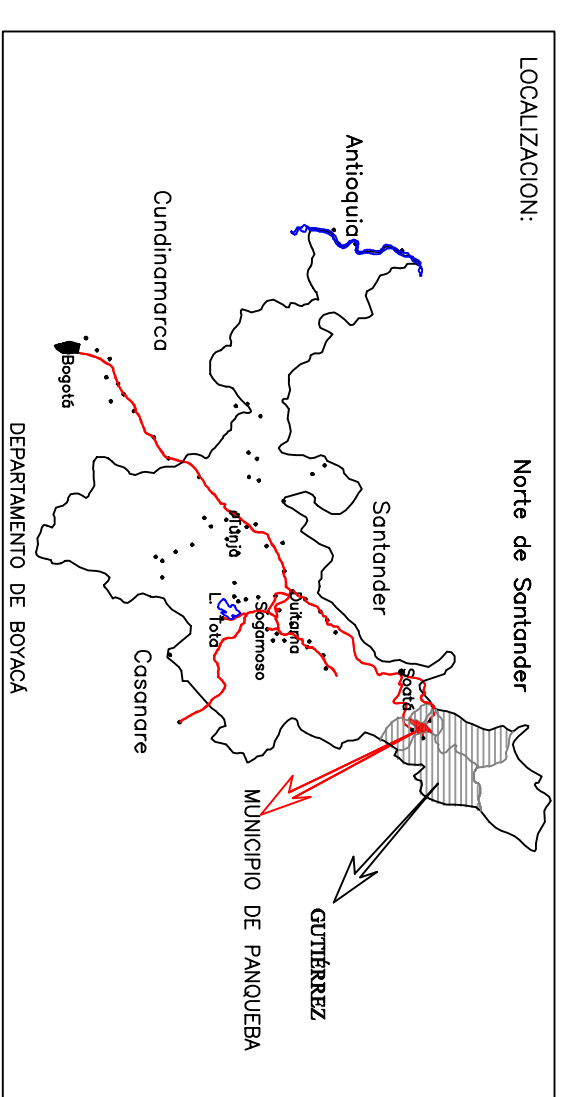 LOCALIZACION:
Norte de Santander
Antioquia
Santander
Cundinamarca
Soatá
GUTIÉRREZ
Duitama
Sogamoso
MUNICIPIO DE PANQUEBA
Tunja
L. Tota
Casanare
Bogotá
DEPARTAMENTO DE BOYACÁ